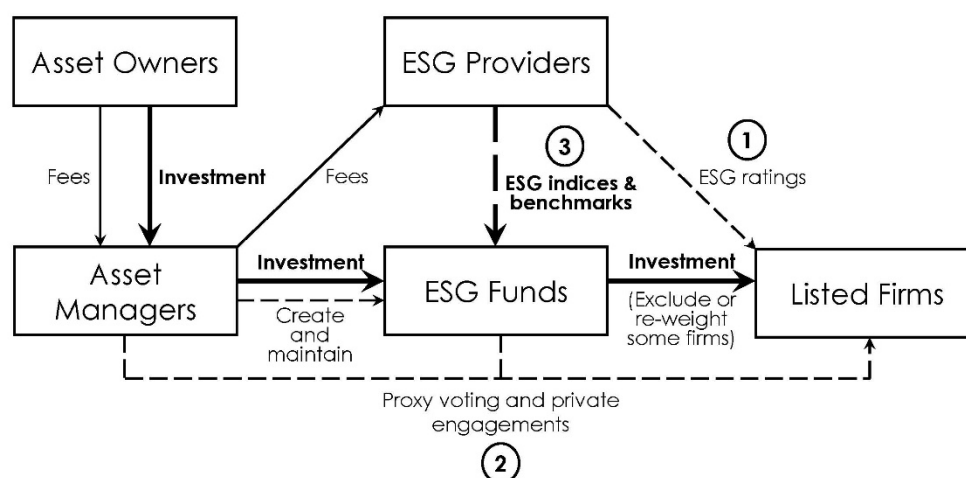 Asset Owners
ESG Providers
Fees
Investment
Fees
3
ESG indices &
benchmarks
1
ESG ratings
Asset
Managers
Investment
Create
and
maintain
ESG Funds
Investment
(Exclude or
re-weight
some firms)
Listed Firms
Proxy voting and private
engagements
2